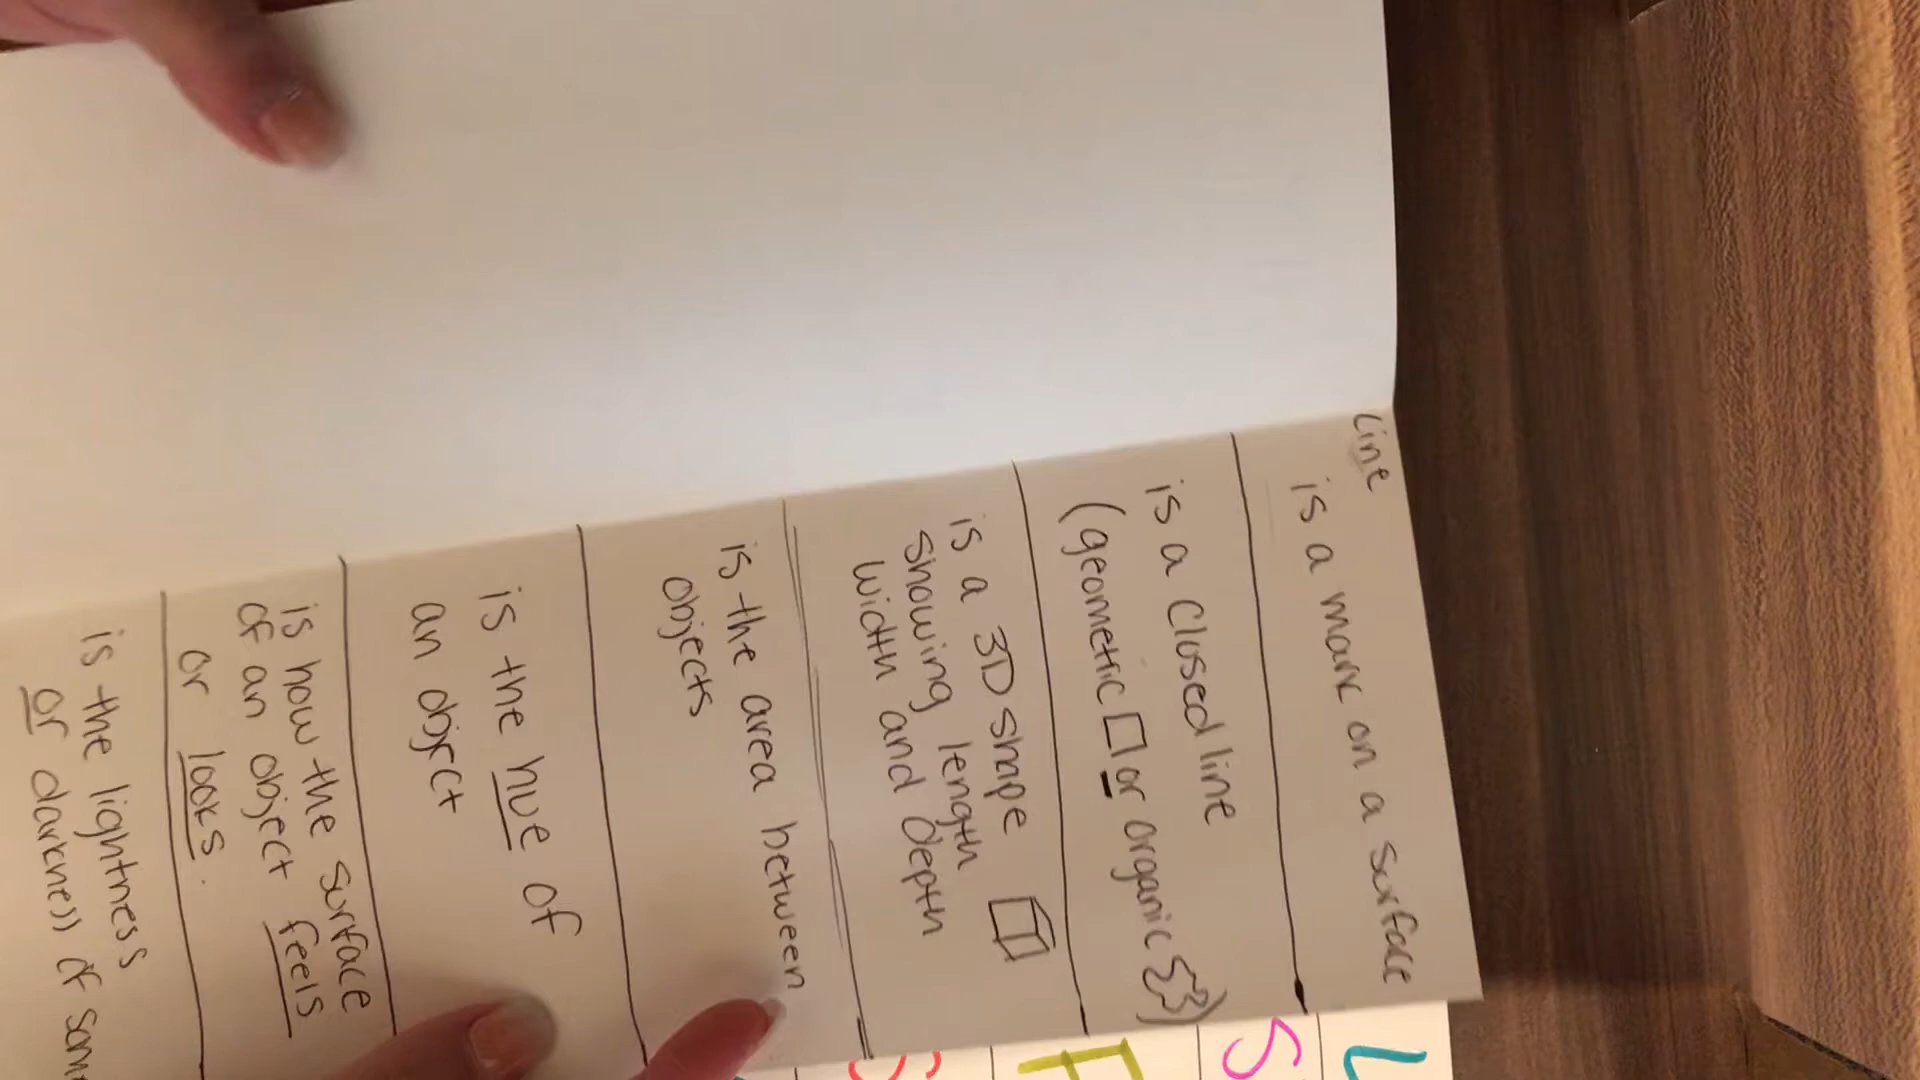 Line
is a mark on a surface
is a closed line
(geometric or organic )
is a 3D shape
showing length
width and depth
is the area between
objects
is the hue of
an object
is how the surface
of an object feels
or looks.
is the lightness
or darkness of
L
S
F
S